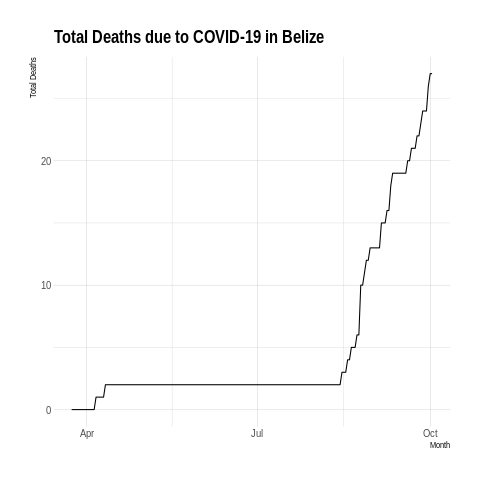 Total Deaths due to COVID-19 in Belize
Total Deaths
20
10
0
Apr
Jul
Oct
Month